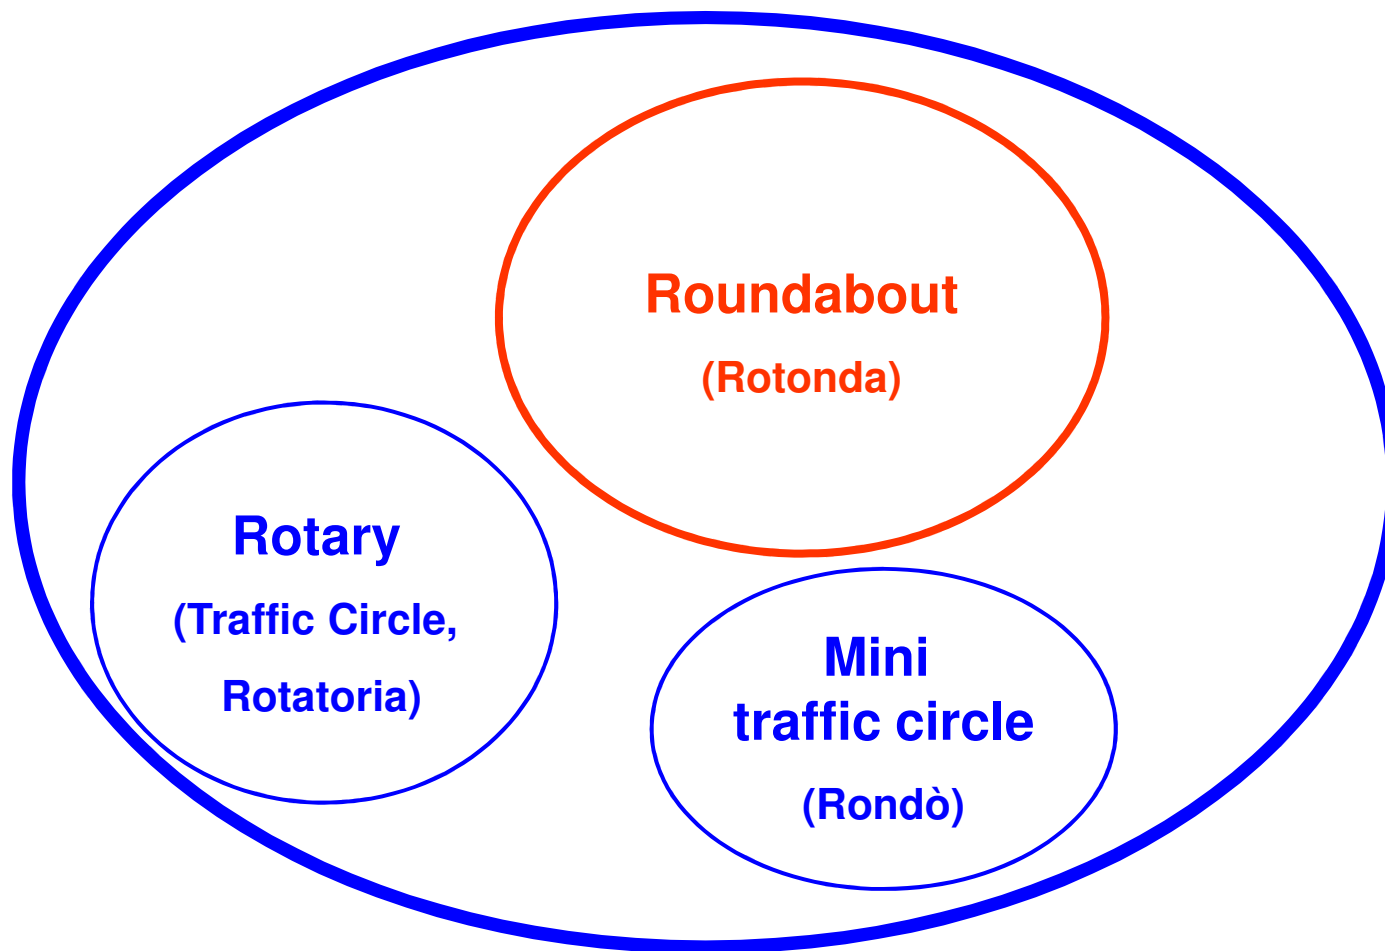 Roundabout
(Rotonda)
Rotary
(Traffic Circle,
Rotatoria)
Mini
traffic circle
(Rondò)